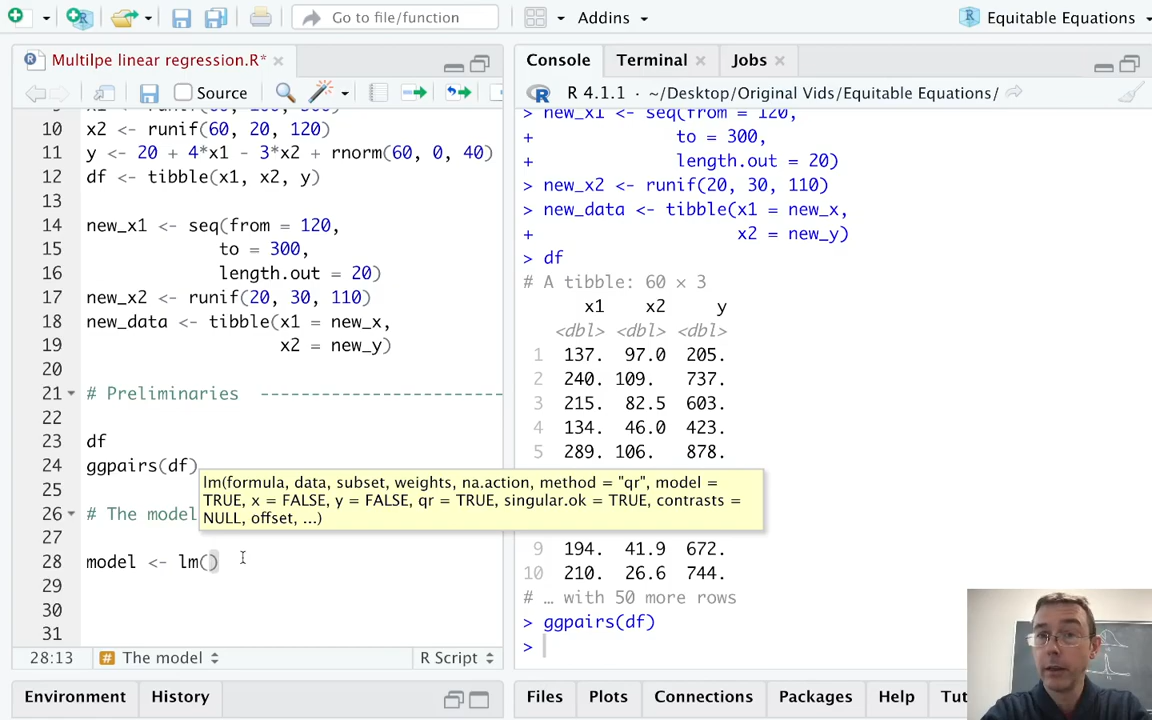 Go to file/function
Addins
Equitable Equations
Multilpe linear regression.R*
Source
10 x2 <- runif(60, 20, 120)
11 y <- 20 + 4*x1 - 3*x2 + rnorm(60, 0, 40)
12 df <- tibble(x1, x2, y)
13
14 new_x1 <- seq(from = 120,
15 to = 300,
16 length.out = 20)
17 new_x2 <- runif(20, 30, 110)
18 new_data <- tibble(x1 = new_x,
19 x2 = new_y)
20
21 # Preliminaries ------------------------
22
23 df
24 ggpairs(df)
25
26 # The model
27
28 model <- lm()
29
30
31
lm(formula, data, subset, weights, na.action, method = "qr", model =
TRUE, x = FALSE, y = FALSE, qr = TRUE, singular.ok = TRUE, contrasts =
NULL, offset, ...)
28:13 # The model R Script
Environment History
Console Terminal Jobs
R 4.1.1 · ~/Desktop/Original Vids/Equitable Equations/
> new_x1 <- seq(from = 120,
+ to = 300,
+ length.out = 20)
> new_x2 <- runif(20, 30, 110)
> new_data <- tibble(x1 = new_x,
+ x2 = new_y)
> df
# A tibble: 60 × 3
x1 x2 y
<dbl> <dbl> <dbl>
1 137. 97.0 205.
2 240. 109. 737.
3 215. 82.5 603.
4 134. 46.0 423.
5 289. 106. 878.
9 194. 41.9 672.
10 210. 26.6 744.
# … with 50 more rows
> ggpairs(df)
>
Files Plots Connections Packages Help Tut